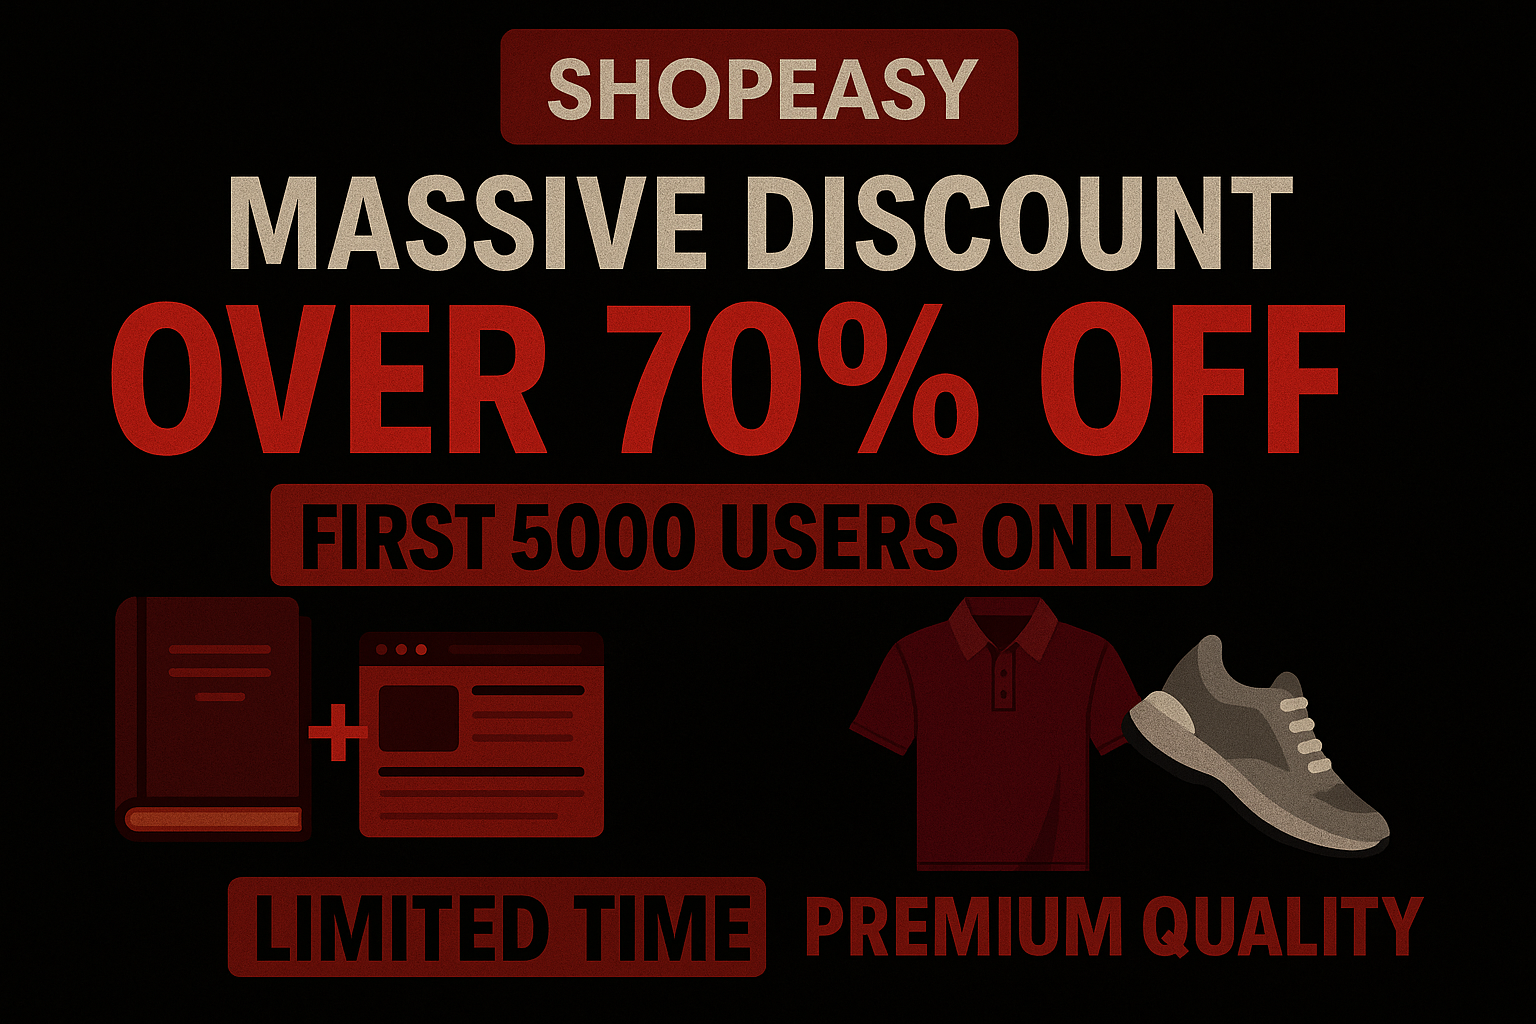 SHOPEASY
MASSIVE DISCOUNT
OVER 70% OFF
FIRST 5000 USERS ONLY
LIMITED TIME
PREMIUM QUALITY